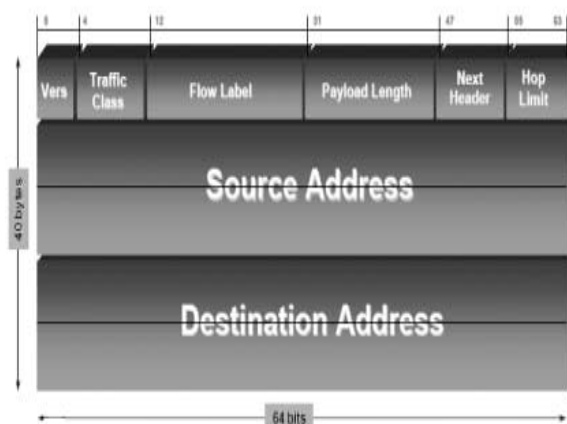 0 4 12 31 47 55 63
Vers Traffic Class Flow Label Payload Length Next Header Hop Limit
Source Address
Destination Address
40 bytes
64 bits